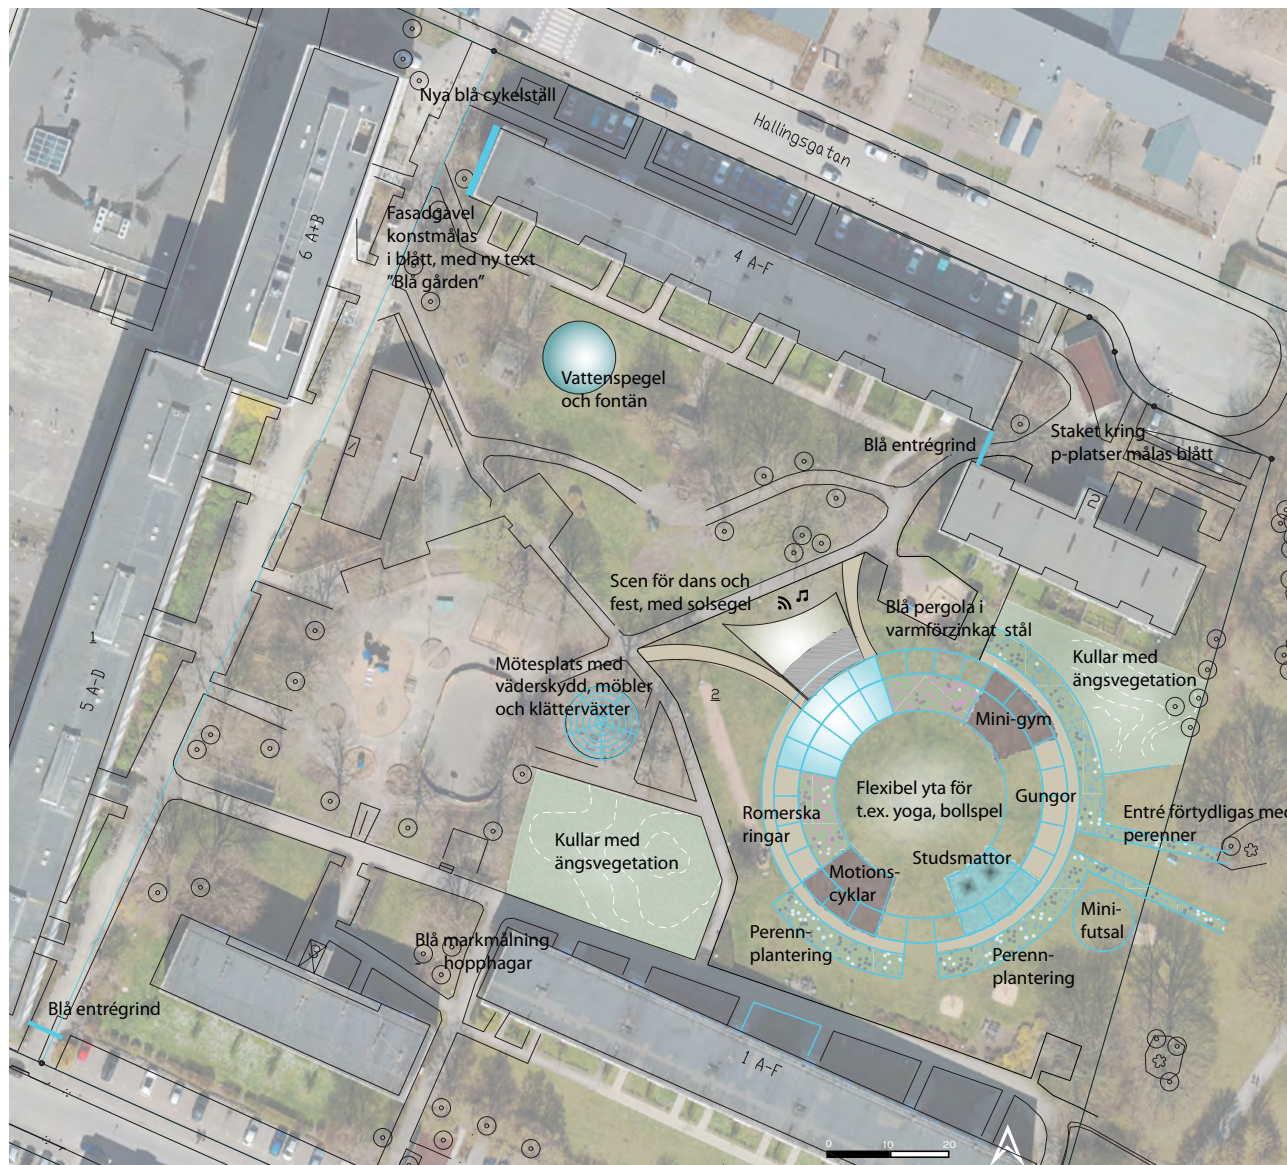 Nya blå cykelställ
Hallingsgatan
6 A+B
Fasadgavel
konstmålas
i blått, med ny text
”Blå gården”
4 A-F
Vattenspegel
och fontän
Blå entrégrind
Staket kring
p-platser målas blått
2
Scen för dans och
fest, med solsegel
Blå pergola i
varmförzinkat stål
Kullar med
ängsvegetation
1
5 A-D
Mötesplats med
väderskydd, möbler
och klätterväxter
2
Mini-gym
Flexibel yta för
t.ex. yoga, bollspel
Gungor
Romerska
ringar
Entré förtydligas med
perenner
Kullar med
ängsvegetation
Studsmattor
Motions-
cyklar
Mini-
futsal
Perenn-
plantering
Perenn-
plantering
Blå markmålning
hopphagar
Blå entrégrind
1 A-F
0 10 20